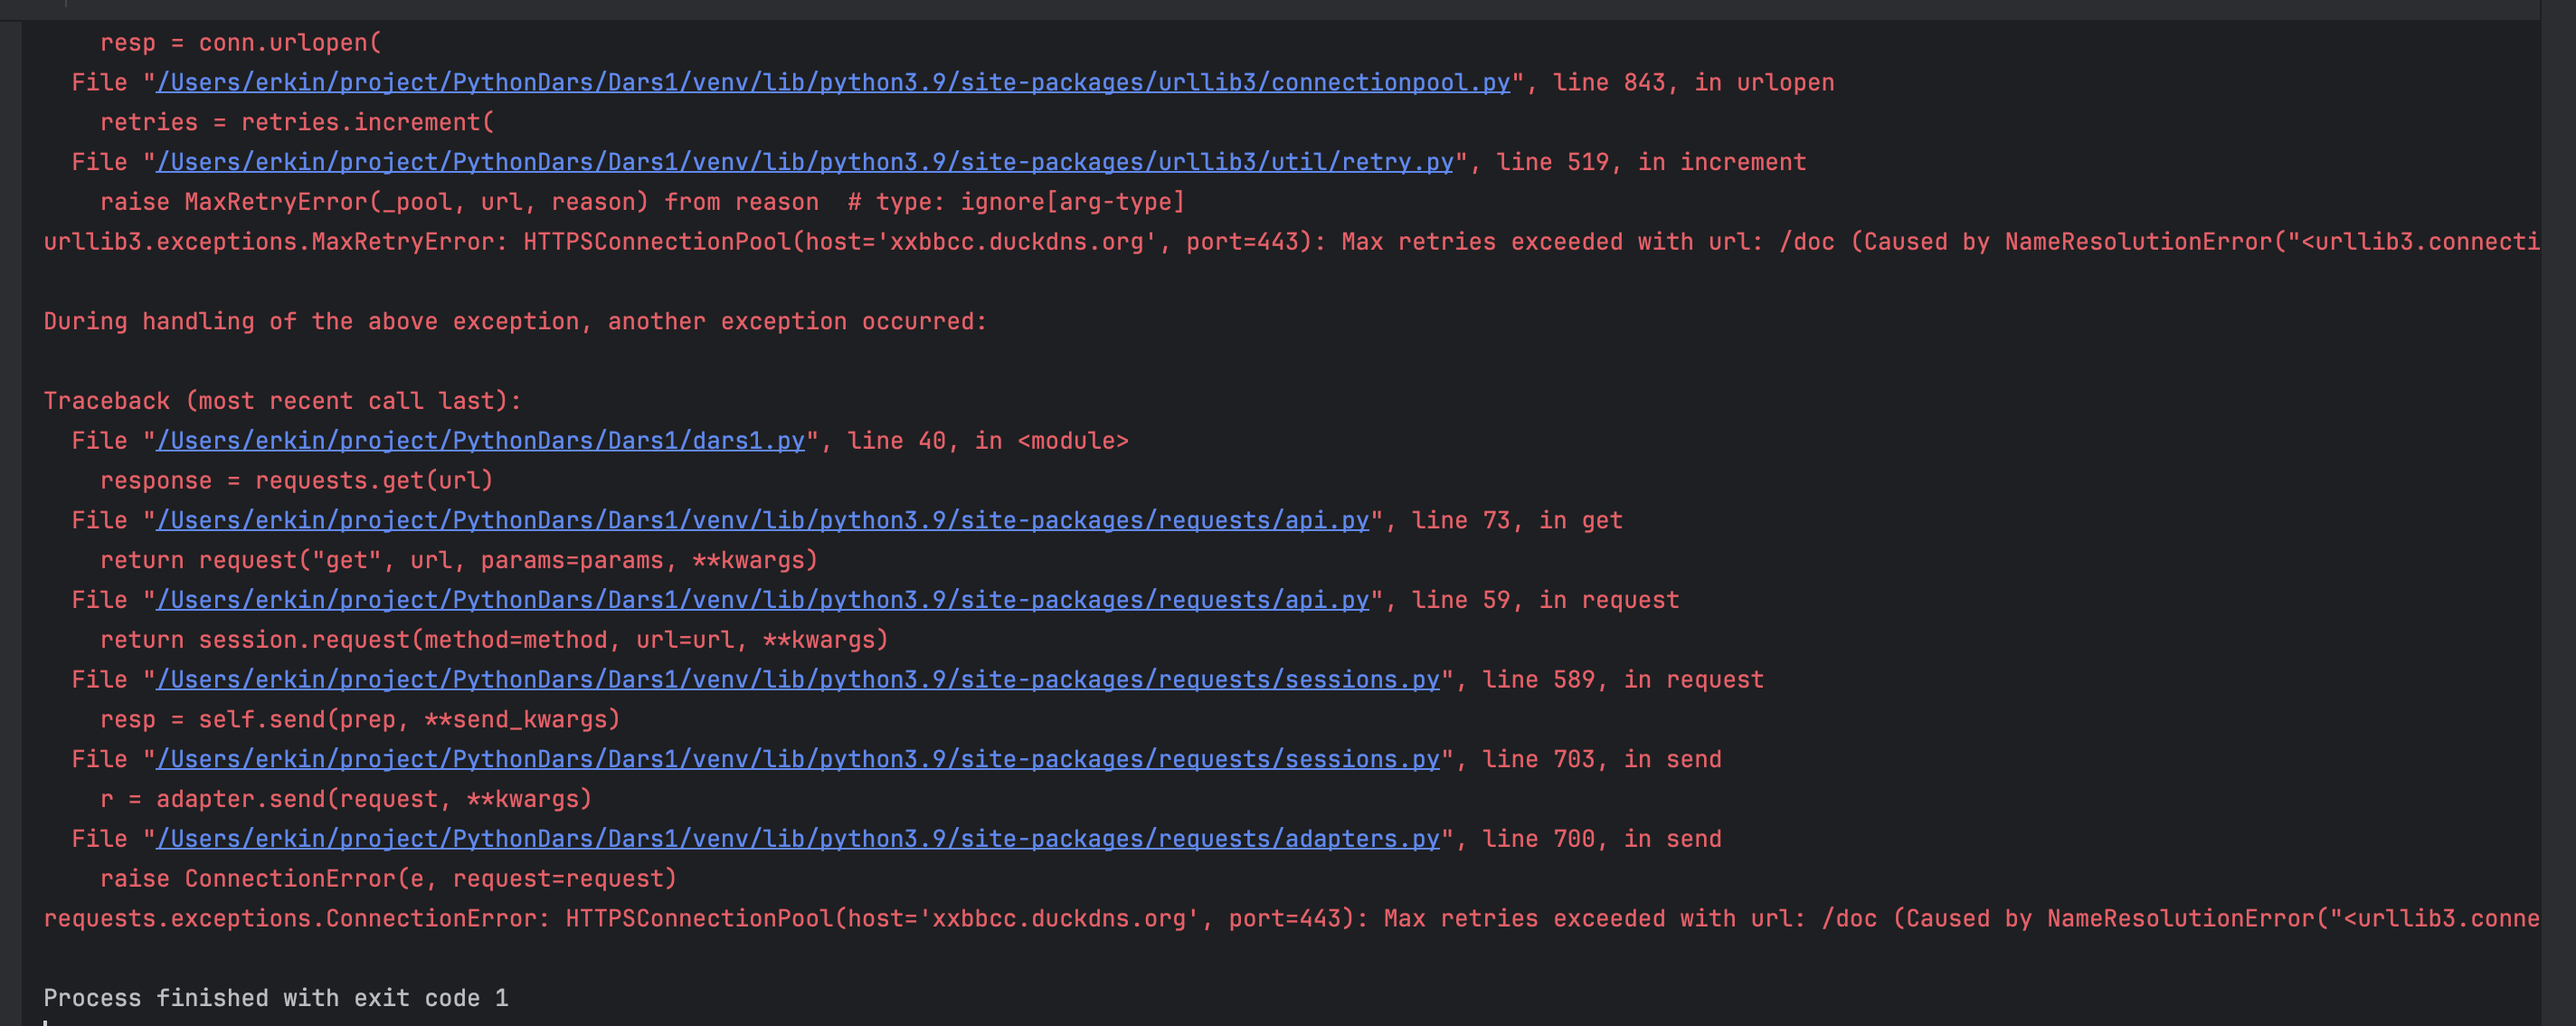 resp = conn.urlopen(
File "/Users/erkin/project/PythonDars/Dars1/venv/lib/python3.9/site-packages/urllib3/connectionpool.py", line 843, in urlopen
retries = retries.increment(
File "/Users/erkin/project/PythonDars/Dars1/venv/lib/python3.9/site-packages/urllib3/util/retry.py", line 519, in increment
raise MaxRetryError(_pool, url, reason) from reason  # type: ignore[arg-type]
urllib3.exceptions.MaxRetryError: HTTPSConnectionPool(host='xxbbcc.duckdns.org', port=443): Max retries exceeded with url: /doc (Caused by NameResolutionError("<urllib3.connecti
During handling of the above exception, another exception occurred:
Traceback (most recent call last):
File "/Users/erkin/project/PythonDars/Dars1/dars1.py", line 40, in <module>
response = requests.get(url)
File "/Users/erkin/project/PythonDars/Dars1/venv/lib/python3.9/site-packages/requests/api.py", line 73, in get
return request("get", url, params=params, **kwargs)
File "/Users/erkin/project/PythonDars/Dars1/venv/lib/python3.9/site-packages/requests/api.py", line 59, in request
return session.request(method=method, url=url, **kwargs)
File "/Users/erkin/project/PythonDars/Dars1/venv/lib/python3.9/site-packages/requests/sessions.py", line 589, in request
resp = self.send(prep, **send_kwargs)
File "/Users/erkin/project/PythonDars/Dars1/venv/lib/python3.9/site-packages/requests/sessions.py", line 703, in send
r = adapter.send(request, **kwargs)
File "/Users/erkin/project/PythonDars/Dars1/venv/lib/python3.9/site-packages/requests/adapters.py", line 700, in send
raise ConnectionError(e, request=request)
requests.exceptions.ConnectionError: HTTPSConnectionPool(host='xxbbcc.duckdns.org', port=443): Max retries exceeded with url: /doc (Caused by NameResolutionError("<urllib3.conne
Process finished with exit code 1